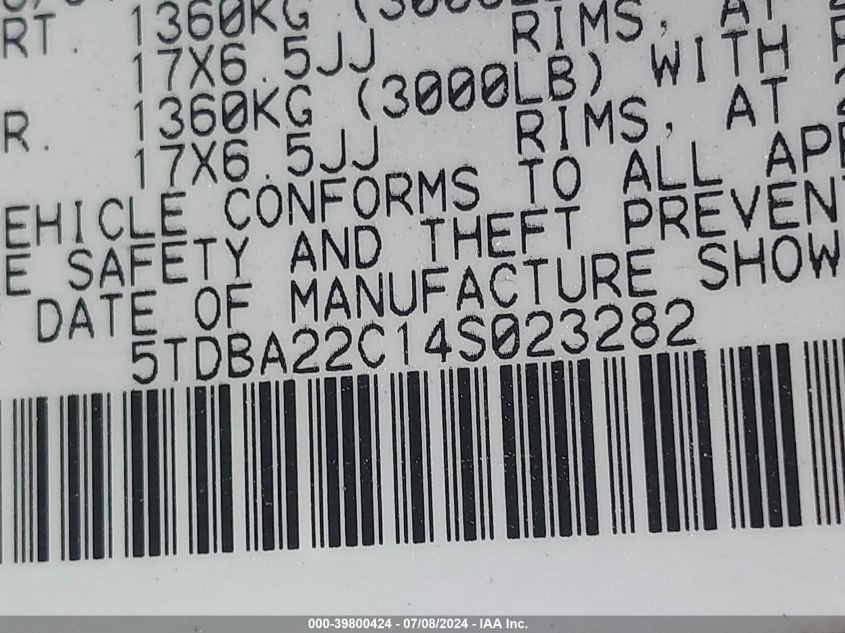 RT. 1360KG (3000LB
17X6.5JJ RIMS, AT
R. 1360KG (3000LB) WITH
17X6.5JJ RIMS, AT
EHICLE CONFORMS TO ALL AP
E SAFETY AND THEFT PREVEN
DATE OF MANUFACTURE SHOW
5TDBA22C14S023282
000-39800424 - 07/08/2024 - IAA Inc.